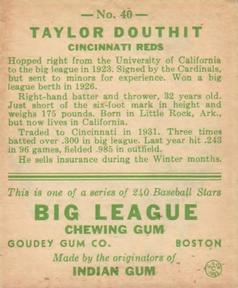 —No. 40—
TAYLOR DOUTHIT
CINCINNATI REDS
Hopped right from the University of California
to the big league in 1923. Signed by the Cardinals,
but sent to minors for experience. Won a big
league berth in 1926.
Right-hand batter and thrower, 32 years old.
Just short of the six-foot mark in height and
weighs 175 pounds. Born in Little Rock, Ark.,
but now lives in California.
Traded to Cincinnati in 1931. Three times
batted over .300 in big league. Last year hit .243
in 96 games, fielded .985 in outfield.
He sells insurance during the Winter months.
This is one of a series of 240 Baseball Stars
BIG LEAGUE
CHEWING GUM
GOUDEY GUM CO. BOSTON
Made by the originators of
INDIAN GUM